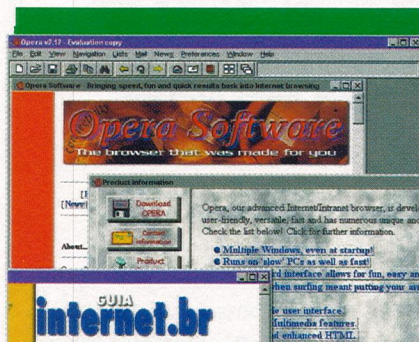 Opera v2.12 - Evaluation copy
File Edit View Navigation Lists Mail News Preferences Window Help
Opera Software - Bringing speed, fun and quick results back into Internet browsing
Opera Software
The browser that was made for you
[News]
About...
Product information
Download OPERA
Contact information
Product
Opera, our advanced Internet/Intranet browser, is
user-friendly, versatile, fast and has numerous unique
Check the list below! Click for further information.
Multiple Windows, even at startup!
Runs on 'slow' PCs as well as fast!
interface allows for fun, easy
when surfing meant putting your
user interface.
Multimedia features.
enhanced HTML
GUIA
internet.br